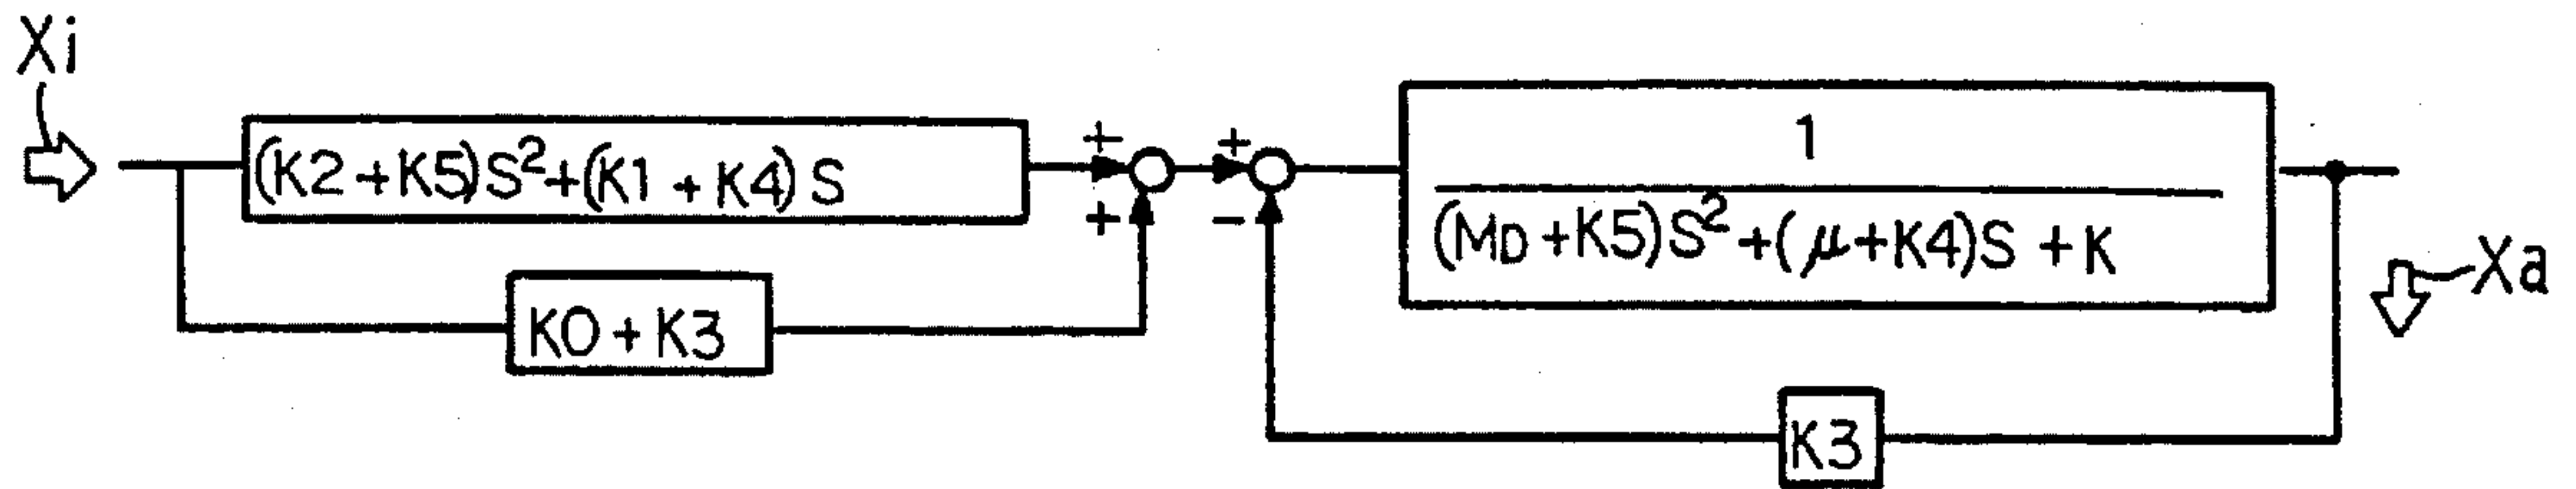 Xi
(K2+K5)S²+(K1+K4)S
+
+
K0+K3
+
-
1
(MD+K5)S²+(μ+K4)S+K
Xa
K3